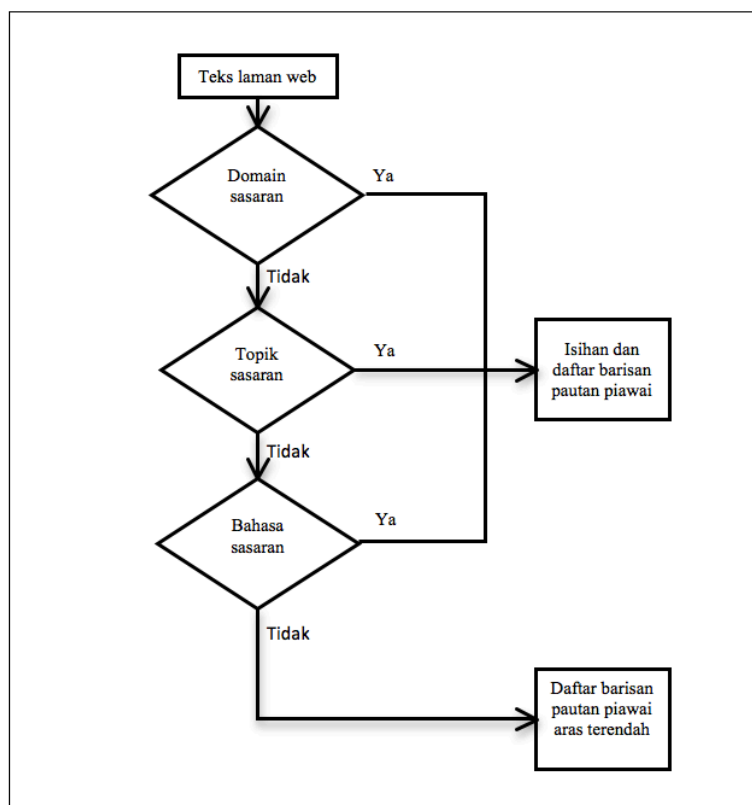 Teks laman web
Domain
sasaran
Ya
Tidak
Topik
sasaran
Ya
Isihan dan
daftar barisan
pautan piawai
Tidak
Bahasa
sasaran
Ya
Tidak
Daftar barisan
pautan piawai
aras terendah